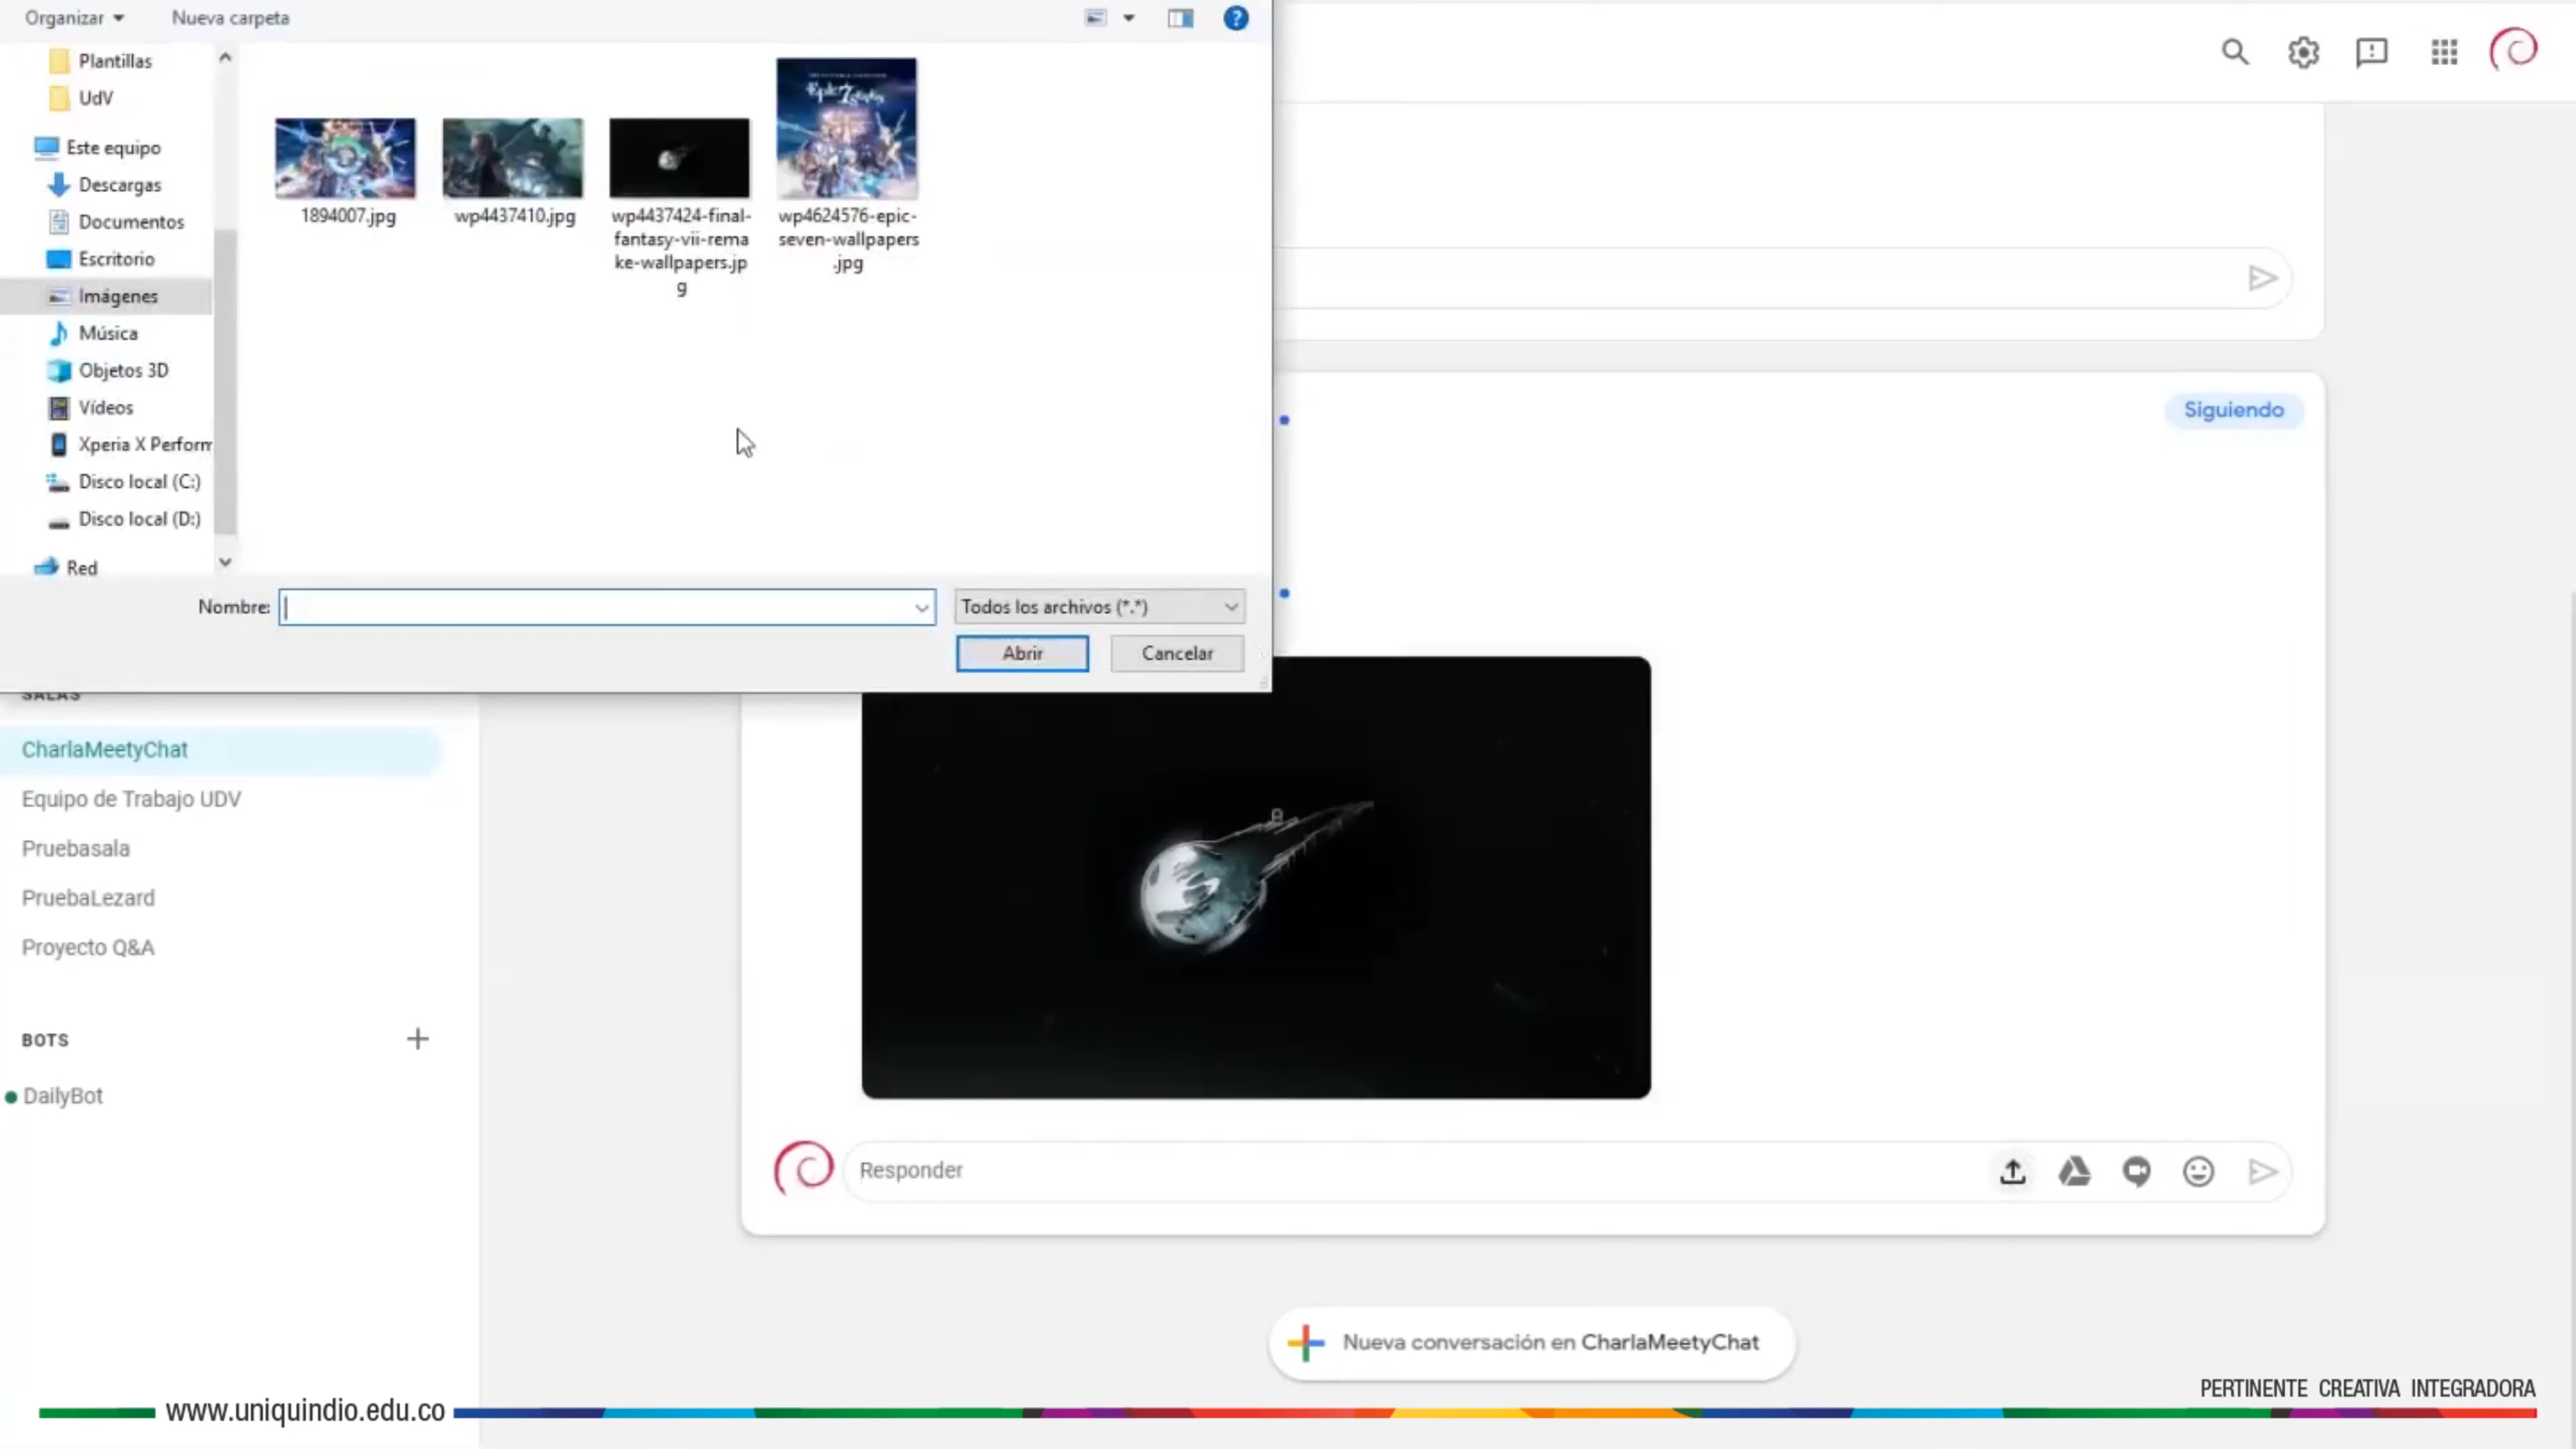 Organizar
Nueva carpeta
Plantillas
UdV
Este equipo
Descargas
Documentos
Escritorio
Imágenes
Música
Objetos 3D
Vídeos
Xperia X Perform
Disco local (C:)
Disco local (D:)
Red
Epic7
1894007.jpg
wp4437410.jpg
wp4437424-final-
fantasy-vii-rema
ke-wallpapers.jp
g
wp4624576-epic-
seven-wallpapers
.jpg
Nombre:
Todos los archivos (*.*)
Abrir
Cancelar
Siguiendo
SALAS
CharlaMeetyChat
Equipo de Trabajo UDV
Pruebasala
PruebaLezard
Proyecto Q&A
BOTS
DailyBot
Responder
Nueva conversación en CharlaMeetyChat
PERTINENTE CREATIVA INTEGRADORA
www.uniquindio.edu.co